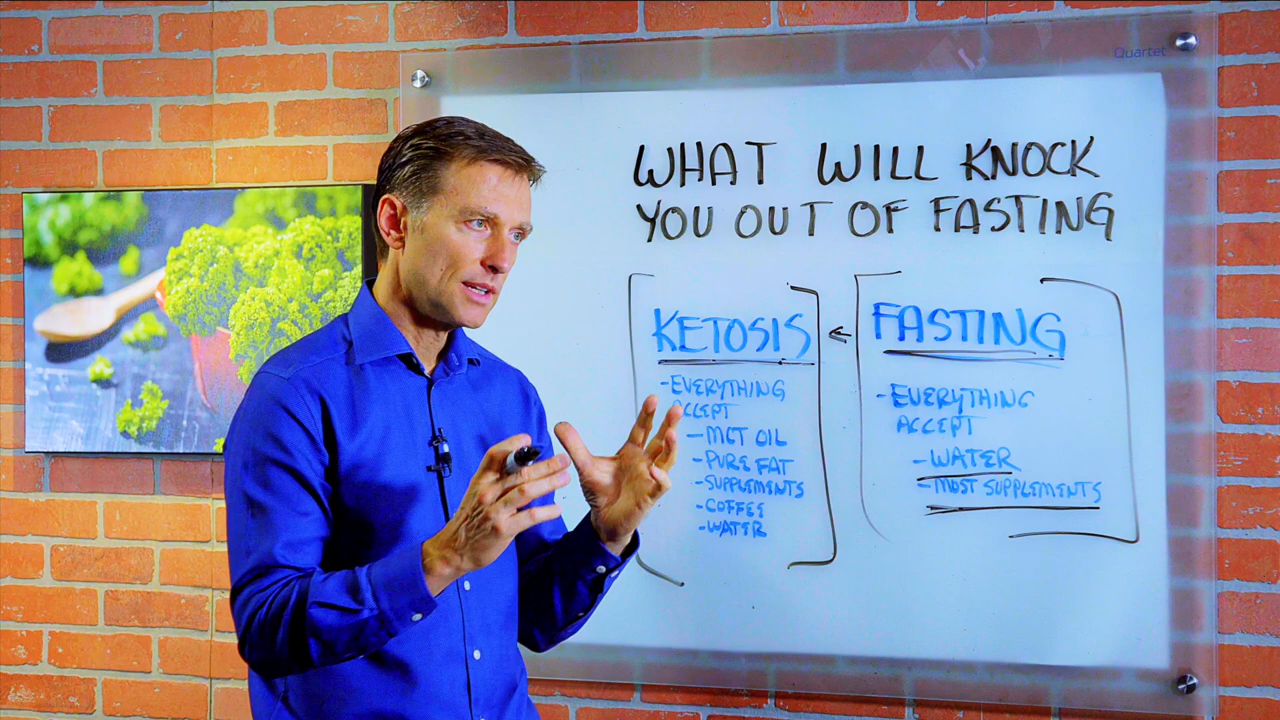 Quartet
WHAT WILL KNOCK
YOU OUT OF FASTING
KETOSIS
-EVERYTHING
ACCEPT
-MCT OIL
-PURE FAT
-SUPPLEMENTS
-COFFEE
-WATER
<
FASTING
-EVERYTHING
ACCEPT
-WATER
-MOST SUPPLEMENTS